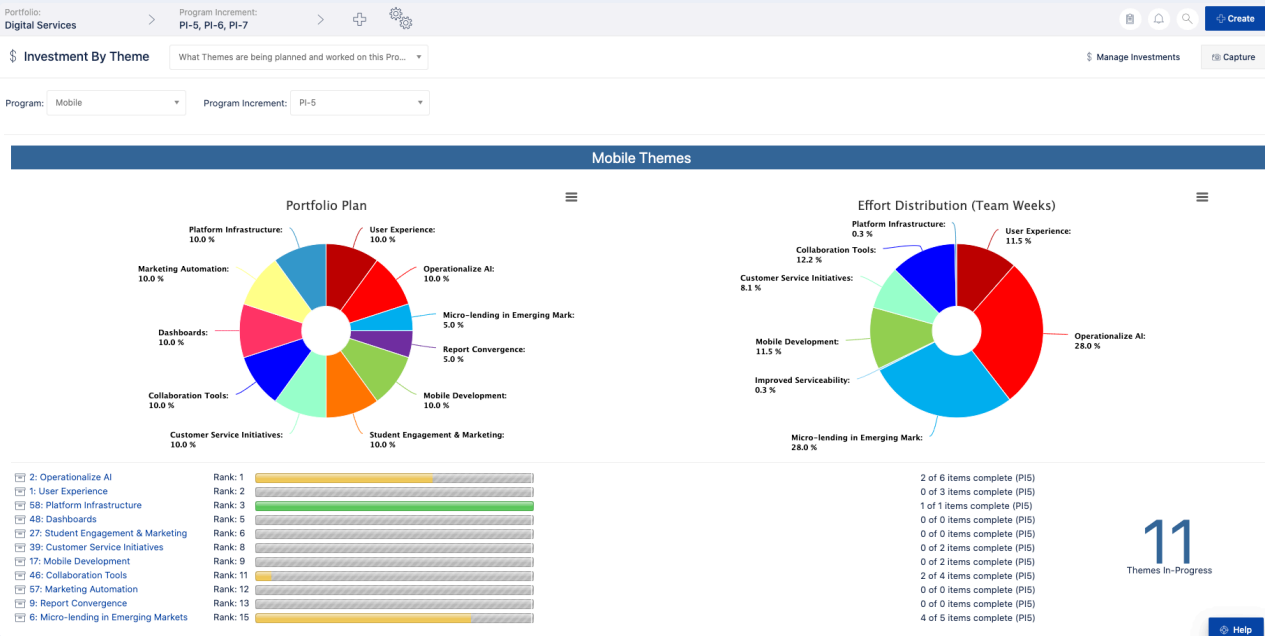 Portfolio:
Digital Services
Program Increment:
PI-5, PI-6, PI-7
Create
$ Investment By Theme
What Themes are being planned and worked on this Pro...
$ Manage Investments
Capture
Program: Mobile
Program Increment: PI-5
Mobile Themes
Portfolio Plan
Platform Infrastructure:
10.0 %
User Experience:
10.0 %
Marketing Automation:
10.0 %
Operationalize AI:
10.0 %
Micro-lending in Emerging Mark:
5.0 %
Dashboards:
10.0 %
Report Convergence:
5.0 %
Collaboration Tools:
10.0 %
Mobile Development:
10.0 %
Customer Service Initiatives:
10.0 %
Student Engagement & Marketing:
10.0 %
Effort Distribution (Team Weeks)
Platform Infrastructure:
0.3 %
User Experience:
11.5 %
Collaboration Tools:
12.2 %
Customer Service Initiatives:
8.1 %
Operationalize AI:
28.0 %
Mobile Development:
11.5 %
Improved Serviceability:
0.3 %
Micro-lending in Emerging Mark:
28.0 %
2: Operationalize AI Rank: 1 2 of 6 items complete (PI5)
1: User Experience Rank: 2 0 of 3 items complete (PI5)
58: Platform Infrastructure Rank: 3 1 of 1 items complete (PI5)
48: Dashboards Rank: 5 0 of 0 items complete (PI5)
27: Student Engagement & Marketing Rank: 6 0 of 0 items complete (PI5)
39: Customer Service Initiatives Rank: 8 0 of 2 items complete (PI5)
17: Mobile Development Rank: 9 0 of 2 items complete (PI5)
46: Collaboration Tools Rank: 11 2 of 4 items complete (PI5)
57: Marketing Automation Rank: 12 0 of 0 items complete (PI5)
9: Report Convergence Rank: 13 0 of 0 items complete (PI5)
6: Micro-lending in Emerging Markets Rank: 15 4 of 5 items complete (PI5)
11
Themes In-Progress
Help